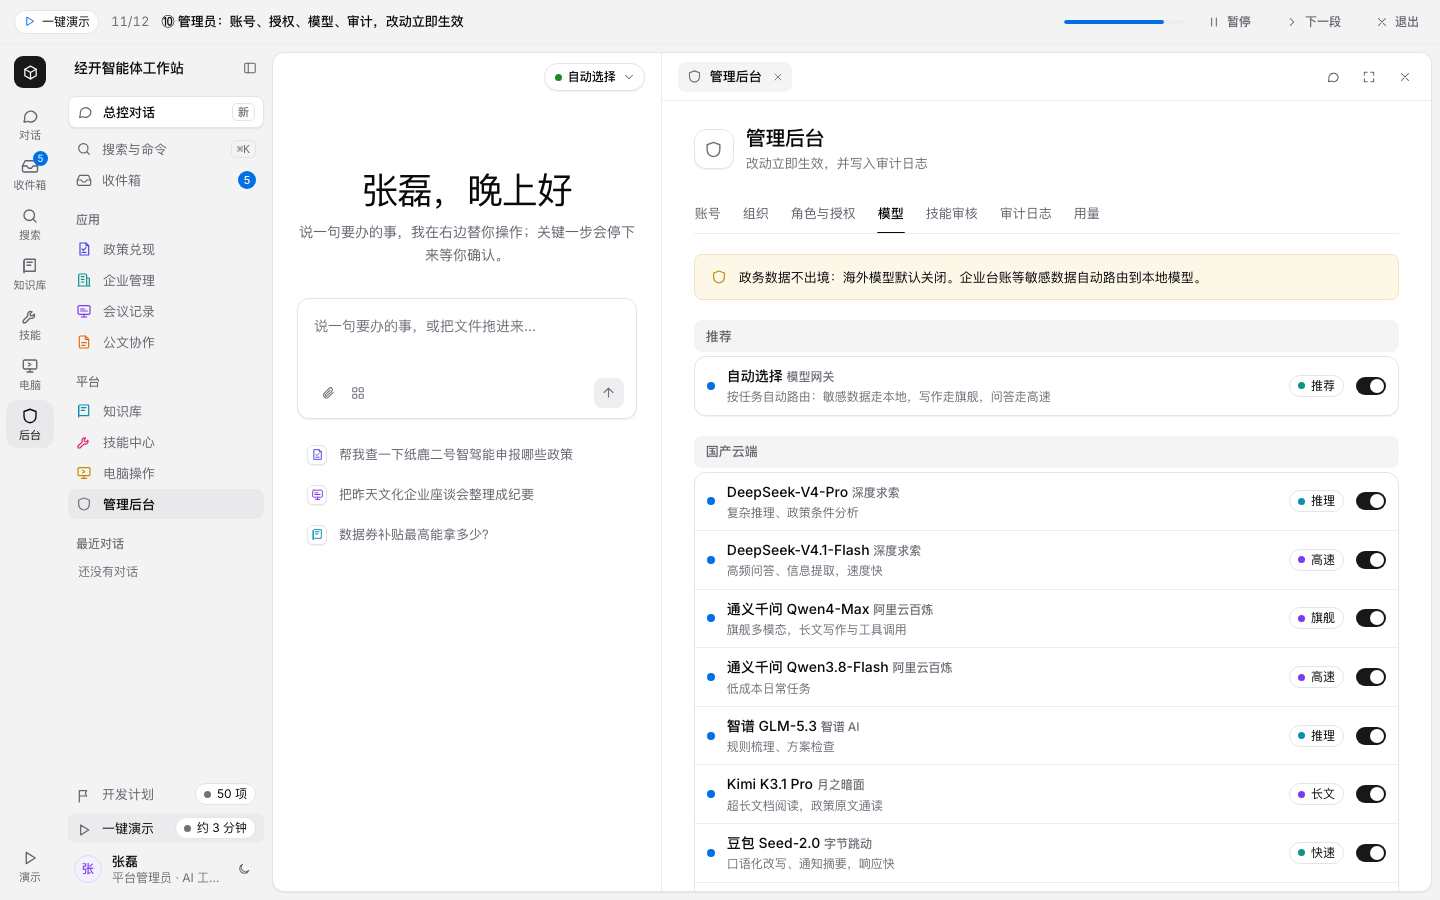 一键演示
11/12
⑩ 管理员：账号、授权、模型、审计，改动立即生效
暂停
下一段
退出
对话
5
收件箱
搜索
知识库
技能
电脑
后台
演示
经开智能体工作站
总控对话
新
搜索与命令
⌘K
收件箱
5
应用
政策兑现
企业管理
会议记录
公文协作
平台
知识库
技能中心
电脑操作
管理后台
最近对话
还没有对话
开发计划
50 项
一键演示
约 3 分钟
张
张磊
平台管理员 · AI 工...
自动选择
张磊，晚上好
说一句要办的事，我在右边替你操作；关键一步会停下
来等你确认。
说一句要办的事，或把文件拖进来...
帮我查一下纸鹿二号智驾能申报哪些政策
把昨天文化企业座谈会整理成纪要
数据券补贴最高能拿多少?
管理后台
管理后台
改动立即生效，并写入审计日志
账号
组织
角色与授权
模型
技能审核
审计日志
用量
政务数据不出境：海外模型默认关闭。企业台账等敏感数据自动路由到本地模型。
推荐
自动选择 模型网关
按任务自动路由：敏感数据走本地，写作走旗舰，问答走高速
推荐
国产云端
DeepSeek-V4-Pro 深度求索
复杂推理、政策条件分析
推理
DeepSeek-V4.1-Flash 深度求索
高频问答、信息提取，速度快
高速
通义千问 Qwen4-Max 阿里云百炼
旗舰多模态，长文写作与工具调用
旗舰
通义千问 Qwen3.8-Flash 阿里云百炼
低成本日常任务
高速
智谱 GLM-5.3 智谱 AI
规则梳理、方案检查
推理
Kimi K3.1 Pro 月之暗面
超长文档阅读，政策原文通读
长文
豆包 Seed-2.0 字节跳动
口语化改写、通知摘要，响应快
快速